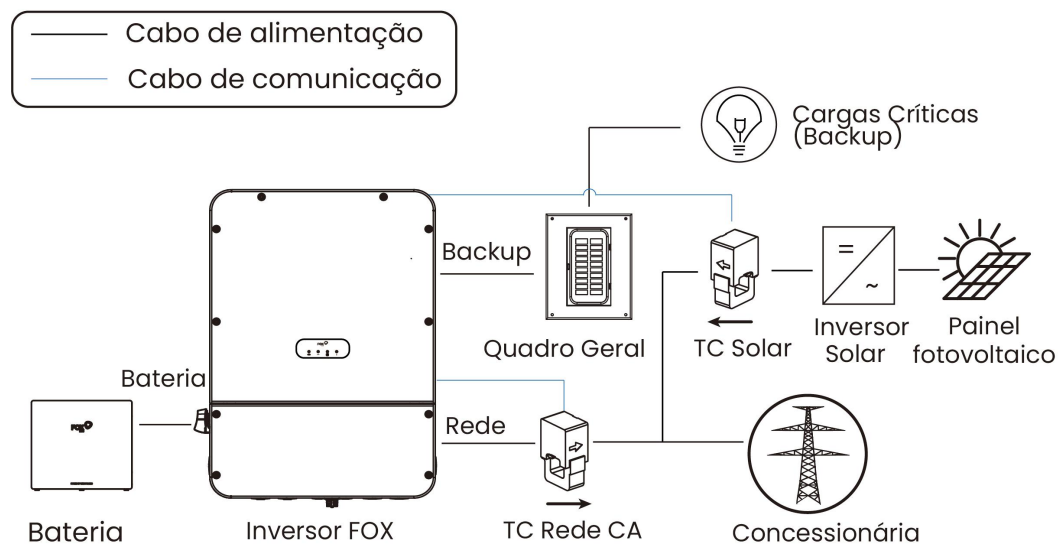 Cabo de alimentação
Cabo de comunicação
Cargas Críticas
(Backup)
Backup
Quadro Geral
TC Solar
Inversor
Solar
Painel
fotovoltaico
Bateria
Rede
FOX
Bateria
Inversor FOX
TC Rede CA
Concessionária